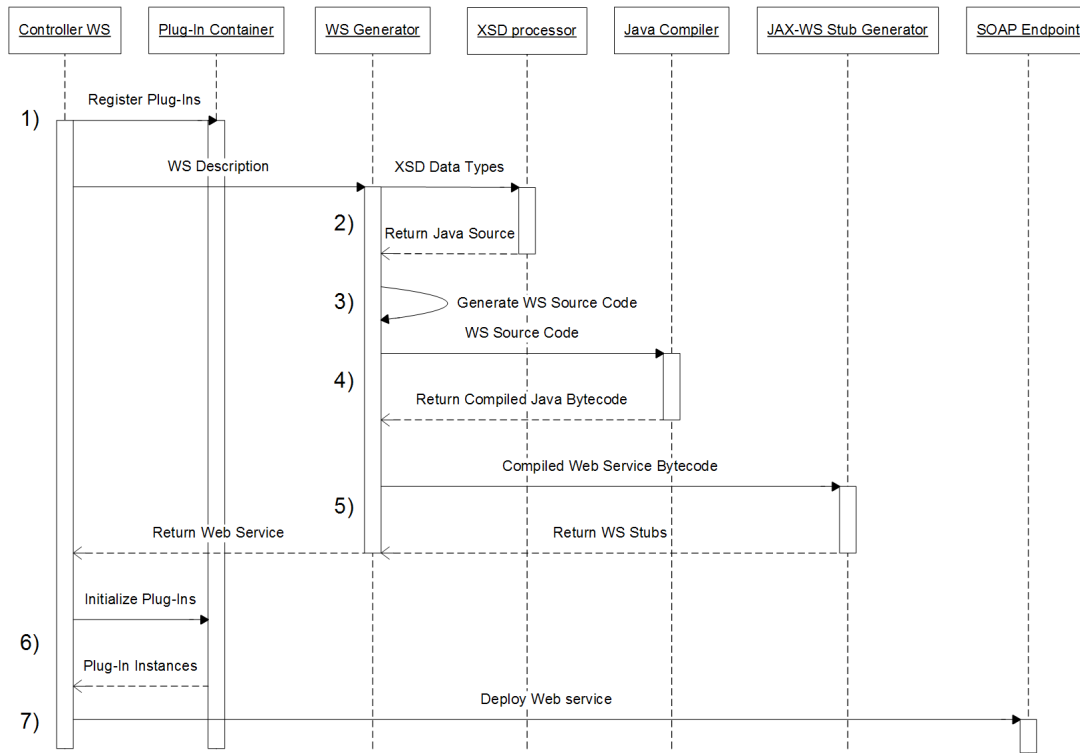 Controller WS
Plug-In Container
WS Generator
XSD processor
Java Compiler
JAX-WS Stub Generator
SOAP Endpoint
Register Plug-Ins
1)
WS Description
XSD Data Types
2)
Return Java Source
3)
Generate WS Source Code
WS Source Code
4)
Return Compiled Java Bytecode
Compiled Web Service Bytecode
5)
Return Web Service
Return WS Stubs
Initialize Plug-Ins
6)
Plug-In Instances
Deploy Web service
7)